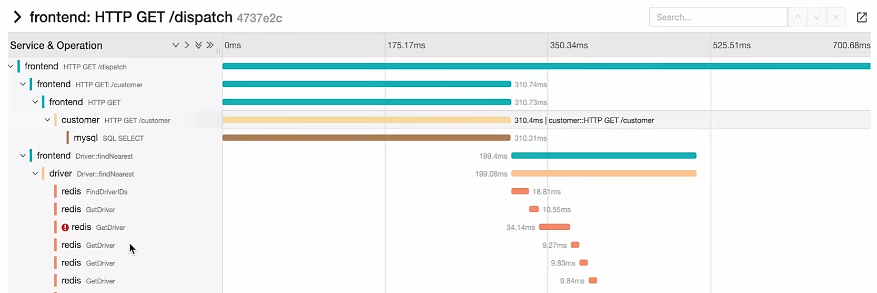 frontend: HTTP GET /dispatch 4737e2c
Search...
Service & Operation 0ms 175.17ms 350.34ms 525.51ms 700.68ms
frontend HTTP GET /dispatch
frontend HTTP GET: /customer 310.74ms
frontend HTTP GET 310.73ms
customer HTTP GET /customer 310.4ms | customer::HTTP GET /customer
mysql SQL SELECT 310.31ms
frontend Driver::findNearest 199.4ms
driver Driver::findNearest 199.08ms
redis FindDriverIDs 18.81ms
redis GetDriver 10.55ms
redis GetDriver 34.14ms
redis GetDriver 9.27ms
redis GetDriver 9.83ms
redis GetDriver 9.84ms